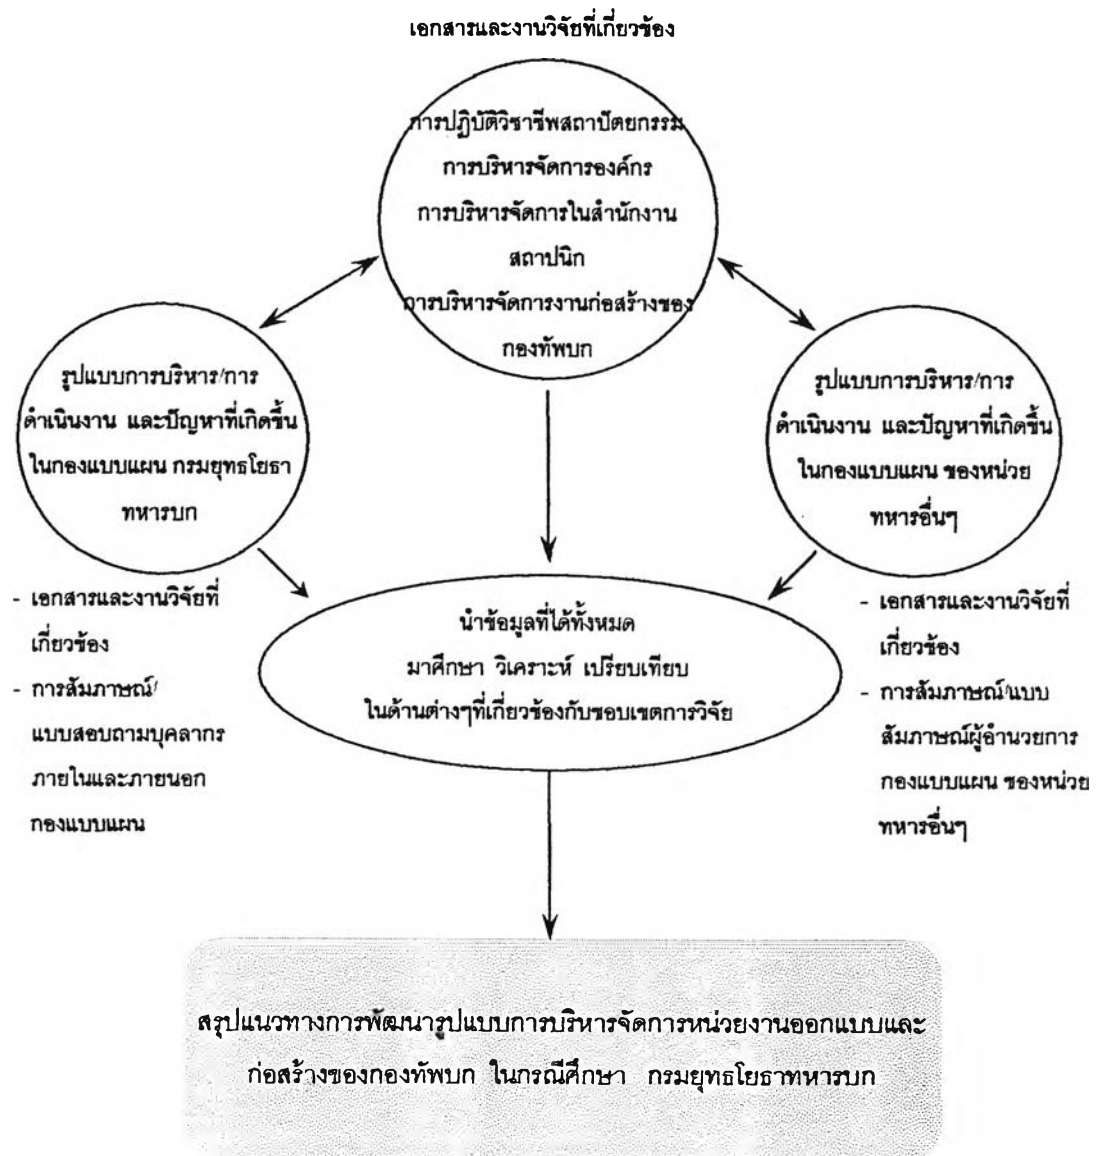 เอกสารและงานวิจัยที่เกี่ยวข้อง
การปฏิบัติวิชาชีพสถาปัตยกรรม
การบริหารจัดการองค์กร
การบริหารจัดการในสำนักงาน
สถาปนิก
การบริหารจัดการงานก่อสร้างของ
กองทัพบก
รูปแบบการบริหาร/การ
ดำเนินงาน และปัญหาที่เกิดขึ้น
ในกองแบบแผน กรมยุทธโยธา
ทหารบก
รูปแบบการบริหาร/การ
ดำเนินงาน และปัญหาที่เกิดขึ้น
ในกองแบบแผน ของหน่วย
ทหารอื่นๆ
- เอกสารและงานวิจัยที่
เกี่ยวข้อง
- การสัมภาษณ์/
แบบสอบถามบุคลากร
ภายในและภายนอก
กองแบบแผน
นำข้อมูลที่ได้ทั้งหมด
มาศึกษา วิเคราะห์ เปรียบเทียบ
ในด้านต่างๆที่เกี่ยวข้องกับขอบเขตการวิจัย
- เอกสารและงานวิจัยที่
เกี่ยวข้อง
- การสัมภาษณ์/แบบ
สัมภาษณ์ผู้อำนวยการ
กองแบบแผน ของหน่วย
ทหารอื่นๆ
สรุปแนวทางการพัฒนารูปแบบการบริหารจัดการหน่วยงานออกแบบและ
ก่อสร้างของกองทัพบก ในกรณีศึกษา กรมยุทธโยธาทหารบก